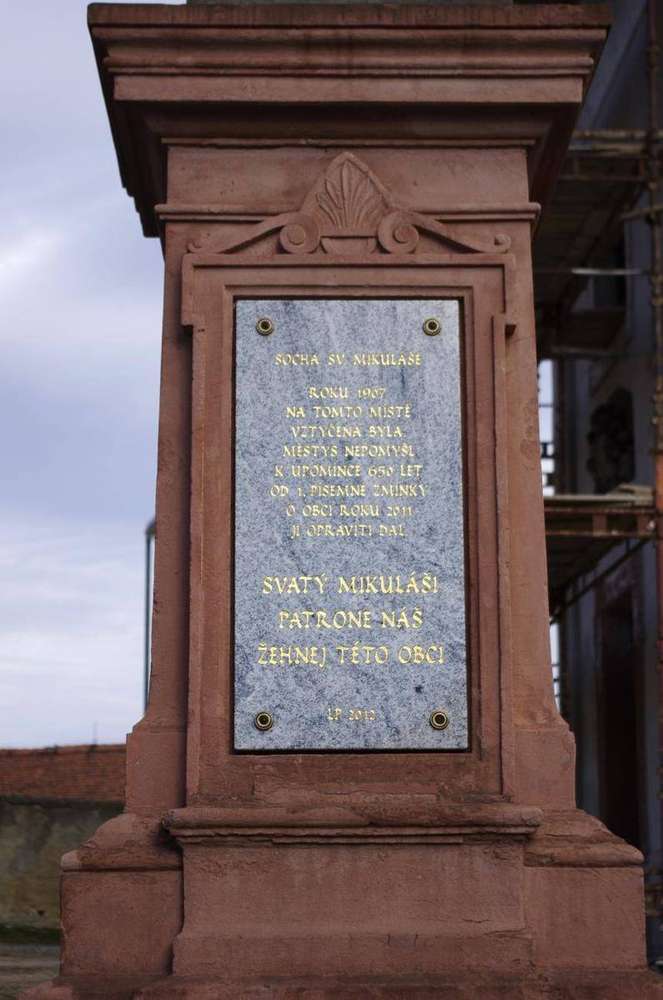 SOCHA SV. MIKULÁŠE
ROKU 1967
NA TOMTO MÍSTĚ
VZTYČENA BYLA.
MĚSTYS NEPOMYŠL
K UPOMÍNCE 650 LET
OD 1. PÍSEMNÉ ZMÍNKY
O OBCI ROKU 2011
JI OPRAVITI DAL.
SVATÝ MIKULÁŠI
PATRONE NÁŠ
ŽEHNEJ TÉTO OBCI
LP 2012